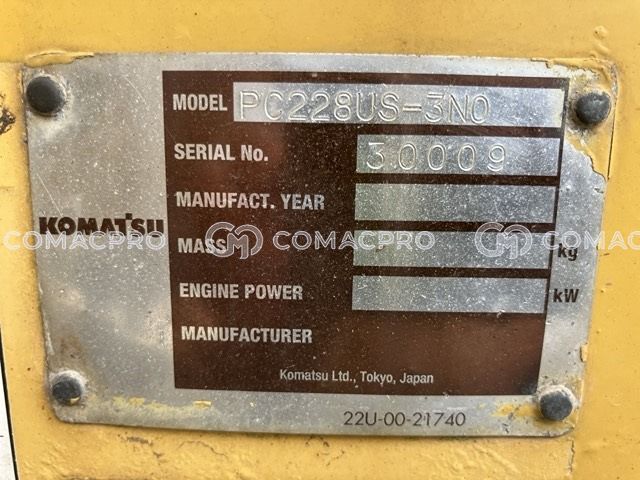 MODEL PC228US-3N0
SERIAL No. 30009
MANUFACT. YEAR
KOMATSU
COMACPRO COMACPRO COMACPRO
MASS kg
ENGINE POWER kW
MANUFACTURER
Komatsu Ltd., Tokyo, Japan
22U-00-21740